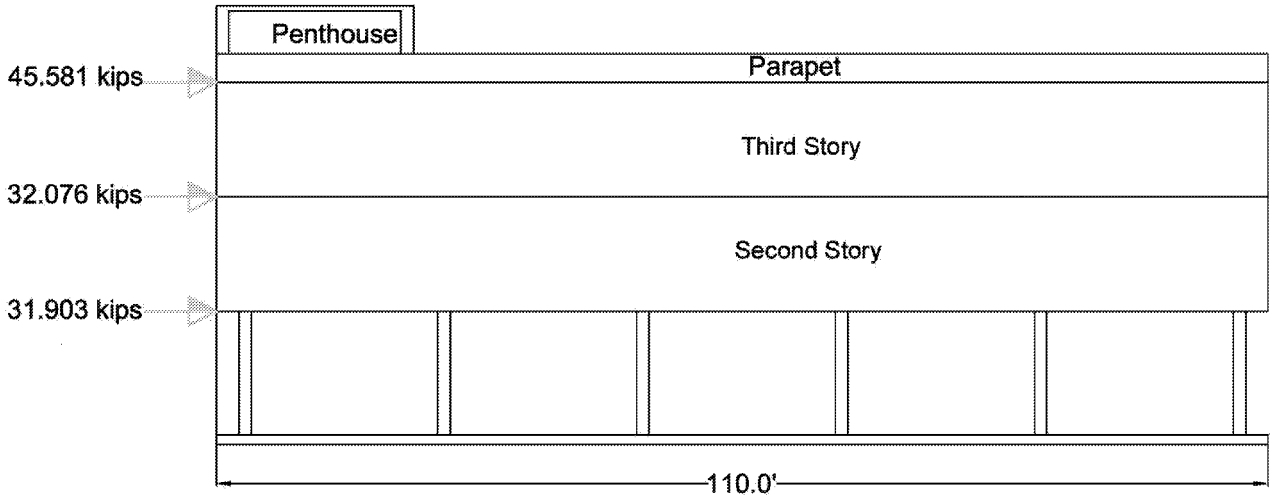 Penthouse
Parapet
45.581 kips
Third Story
32.076 kips
Second Story
31.903 kips
110.0'